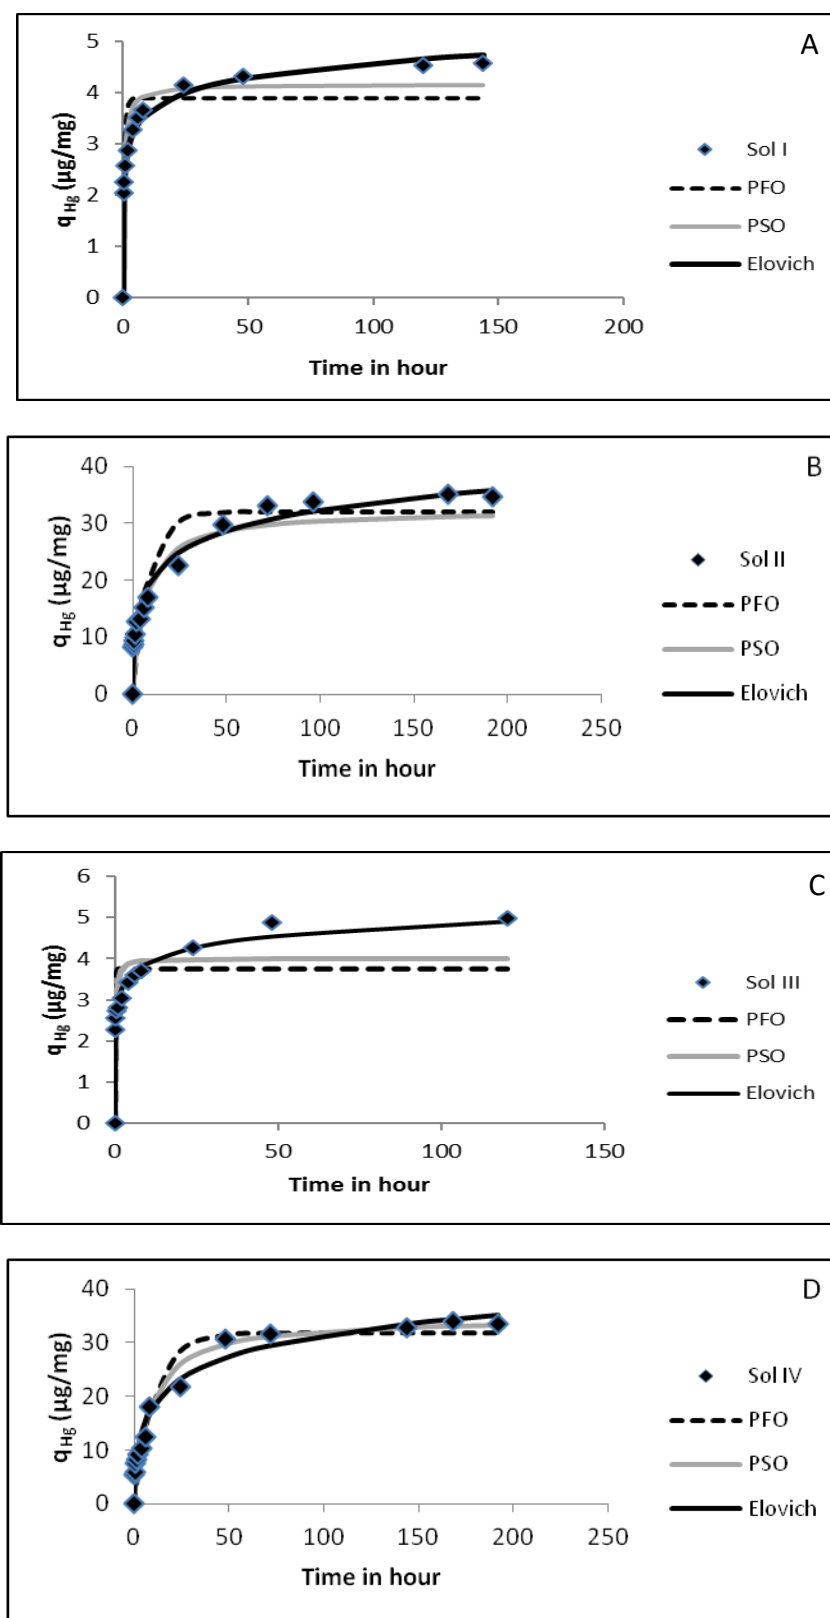 A
5
4
3
2
1
0
q Hg (µg/mg)
0 50 100 150 200
Time in hour
Sol I
PFO
PSO
Elovich
B
40
30
20
10
0
q Hg (µg/mg)
0 50 100 150 200 250
Time in hour
Sol II
PFO
PSO
Elovich
C
6
5
4
3
2
1
0
q Hg (µg/mg)
0 50 100 150
Time in hour
Sol III
PFO
PSO
Elovich
D
40
30
20
10
0
q Hg (µg/mg)
0 50 100 150 200 250
Time in hour
Sol IV
PFO
PSO
Elovich